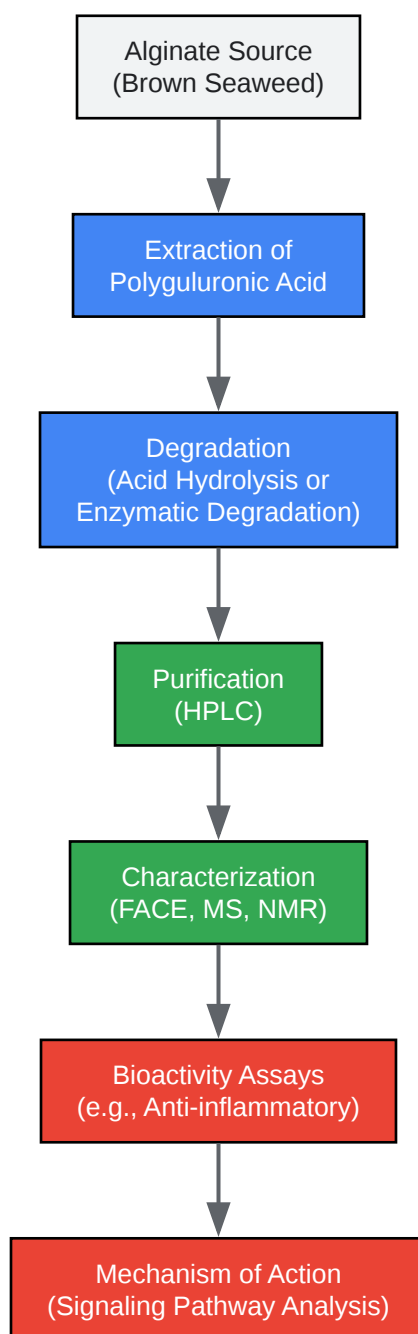 Alginate Source
(Brown Seaweed)
Extraction of
Polyguluronic Acid
Degradation
(Acid Hydrolysis or
Enzymatic Degradation)
Purification
(HPLC)
Characterization
(FACE, MS, NMR)
Bioactivity Assays
(e.g., Anti-inflammatory)
Mechanism of Action
(Signaling Pathway Analysis)